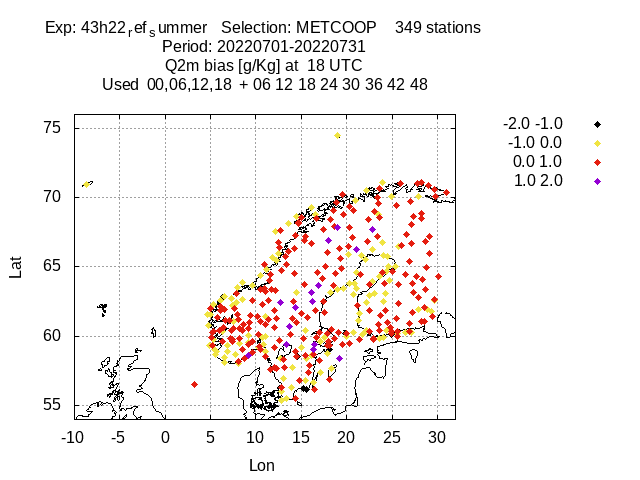 Exp: 43h22ᵣefₛummer Selection: METCOOP 349 stations
Period: 20220701-20220731
Q2m bias [g/Kg] at 18 UTC
Used 00,06,12,18 + 06 12 18 24 30 36 42 48
-2.0 -1.0
-1.0 0.0
0.0 1.0
1.0 2.0
75
70
65
60
55
Lat
-10 -5 0 5 10 15 20 25 30
Lon